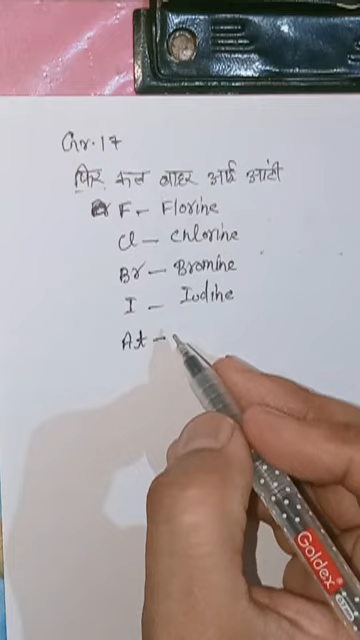 Gr. 17
फिर कल बाहर आई आंटी
F - Florine
Cl - Chlorine
Br - Bromine
I - Iodine
At -
Goldex